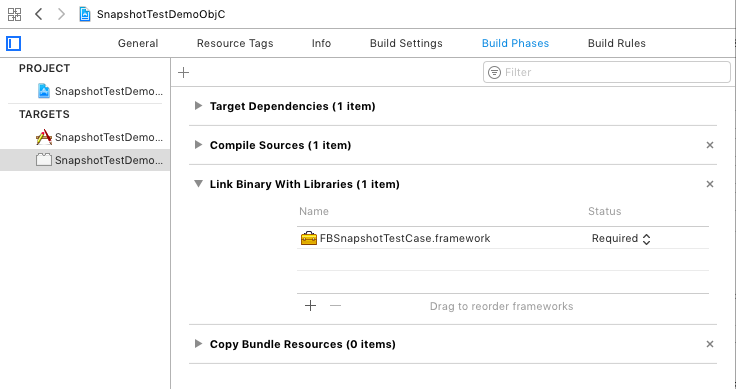 SnapshotTestDemoObjC
General Resource Tags Info Build Settings Build Phases Build Rules
PROJECT
SnapshotTestDemo...
TARGETS
SnapshotTestDemo...
SnapshotTestDemo...
Filter
Target Dependencies (1 item)
Compile Sources (1 item)
Link Binary With Libraries (1 item)
Name Status
FBSnapshotTestCase.framework Required
Drag to reorder frameworks
Copy Bundle Resources (0 items)